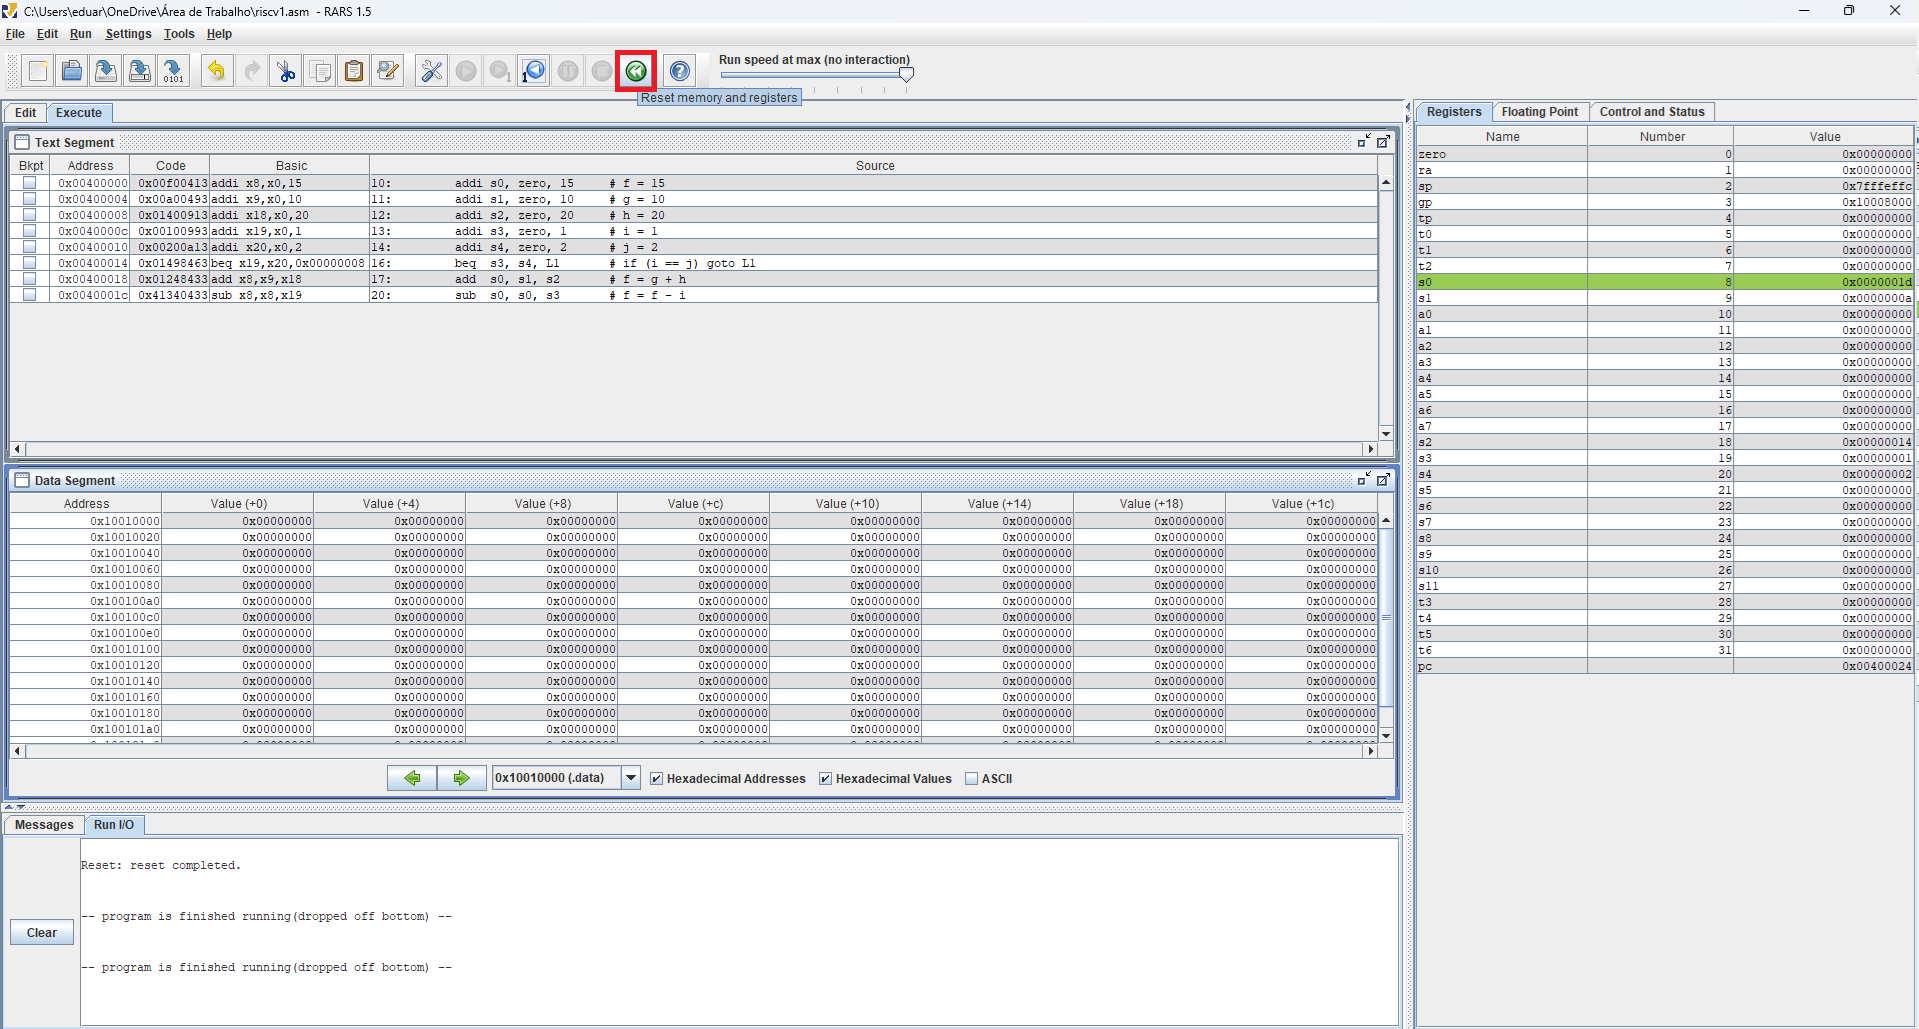 C:\Users\eduar\OneDrive\Área de Trabalho\riscv1.asm - RARS 1.5
File Edit Run Settings Tools Help
Run speed at max (no interaction)
Reset memory and registers
Edit Execute
Text Segment
Bkpt Address Code Basic Source
0x00400000 0x00f00413 addi x8,x0,15 10: addi s0, zero, 15 # f = 15
0x00400004 0x00a00493 addi x9,x0,10 11: addi s1, zero, 10 # g = 10
0x00400008 0x01400913 addi x18,x0,20 12: addi s2, zero, 20 # h = 20
0x0040000c 0x00100993 addi x19,x0,1 13: addi s3, zero, 1 # i = 1
0x00400010 0x00200a13 addi x20,x0,2 14: addi s4, zero, 2 # j = 2
0x00400014 0x01498463 beq x19,x20,0x00000008 16: beq s3, s4, L1 # if (i == j) goto L1
0x00400018 0x01248433 add x8,x9,x18 17: add s0, s1, s2 # f = g + h
0x0040001c 0x41340433 sub x8,x8,x19 20: sub s0, s0, s3 # f = f - i
Data Segment
Address Value (+0) Value (+4) Value (+8) Value (+c) Value (+10) Value (+14) Value (+18) Value (+1c)
0x10010000 0x00000000 0x00000000 0x00000000 0x00000000 0x00000000 0x00000000 0x00000000 0x00000000
0x10010020 0x00000000 0x00000000 0x00000000 0x00000000 0x00000000 0x00000000 0x00000000 0x00000000
0x10010040 0x00000000 0x00000000 0x00000000 0x00000000 0x00000000 0x00000000 0x00000000 0x00000000
0x10010060 0x00000000 0x00000000 0x00000000 0x00000000 0x00000000 0x00000000 0x00000000 0x00000000
0x10010080 0x00000000 0x00000000 0x00000000 0x00000000 0x00000000 0x00000000 0x00000000 0x00000000
0x100100a0 0x00000000 0x00000000 0x00000000 0x00000000 0x00000000 0x00000000 0x00000000 0x00000000
0x100100c0 0x00000000 0x00000000 0x00000000 0x00000000 0x00000000 0x00000000 0x00000000 0x00000000
0x100100e0 0x00000000 0x00000000 0x00000000 0x00000000 0x00000000 0x00000000 0x00000000 0x00000000
0x10010100 0x00000000 0x00000000 0x00000000 0x00000000 0x00000000 0x00000000 0x00000000 0x00000000
0x10010120 0x00000000 0x00000000 0x00000000 0x00000000 0x00000000 0x00000000 0x00000000 0x00000000
0x10010140 0x00000000 0x00000000 0x00000000 0x00000000 0x00000000 0x00000000 0x00000000 0x00000000
0x10010160 0x00000000 0x00000000 0x00000000 0x00000000 0x00000000 0x00000000 0x00000000 0x00000000
0x10010180 0x00000000 0x00000000 0x00000000 0x00000000 0x00000000 0x00000000 0x00000000 0x00000000
0x100101a0 0x00000000 0x00000000 0x00000000 0x00000000 0x00000000 0x00000000 0x00000000 0x00000000
0x10010000 (.data) Hexadecimal Addresses Hexadecimal Values ASCII
Messages Run I/O
Reset: reset completed.
-- program is finished running(dropped off bottom) --
Clear
-- program is finished running(dropped off bottom) --
Registers Floating Point Control and Status
Name Number Value
zero 0 0x00000000
ra 1 0x00000000
sp 2 0x7fffeffc
gp 3 0x10008000
tp 4 0x00000000
t0 5 0x00000000
t1 6 0x00000000
t2 7 0x00000000
s0 8 0x0000001d
s1 9 0x0000000a
a0 10 0x00000000
a1 11 0x00000000
a2 12 0x00000000
a3 13 0x00000000
a4 14 0x00000000
a5 15 0x00000000
a6 16 0x00000000
a7 17 0x00000000
s2 18 0x00000014
s3 19 0x00000001
s4 20 0x00000002
s5 21 0x00000000
s6 22 0x00000000
s7 23 0x00000000
s8 24 0x00000000
s9 25 0x00000000
s10 26 0x00000000
s11 27 0x00000000
t3 28 0x00000000
t4 29 0x00000000
t5 30 0x00000000
t6 31 0x00000000
pc 0x00400024